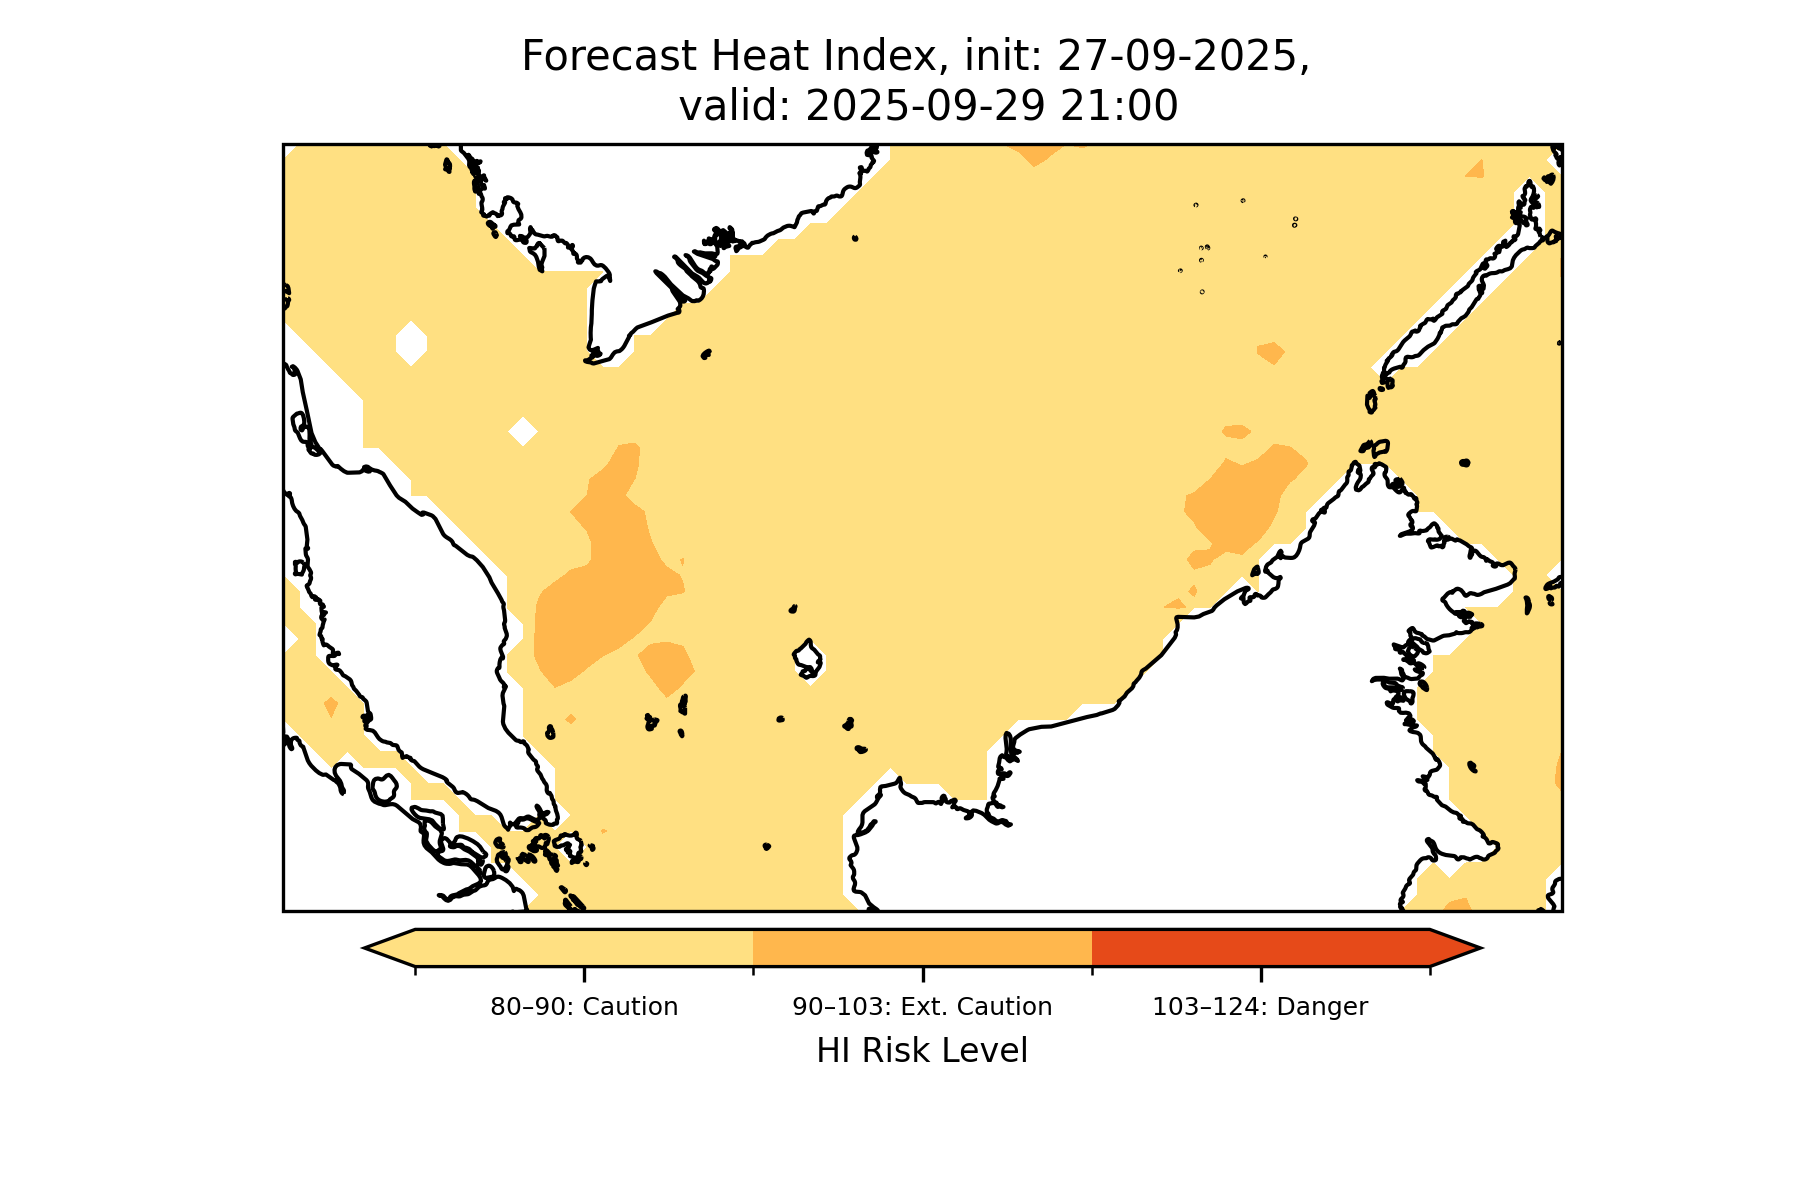 Forecast Heat Index, init: 27-09-2025,
valid: 2025-09-29 21:00
80–90: Caution
90–103: Ext. Caution
103–124: Danger
HI Risk Level